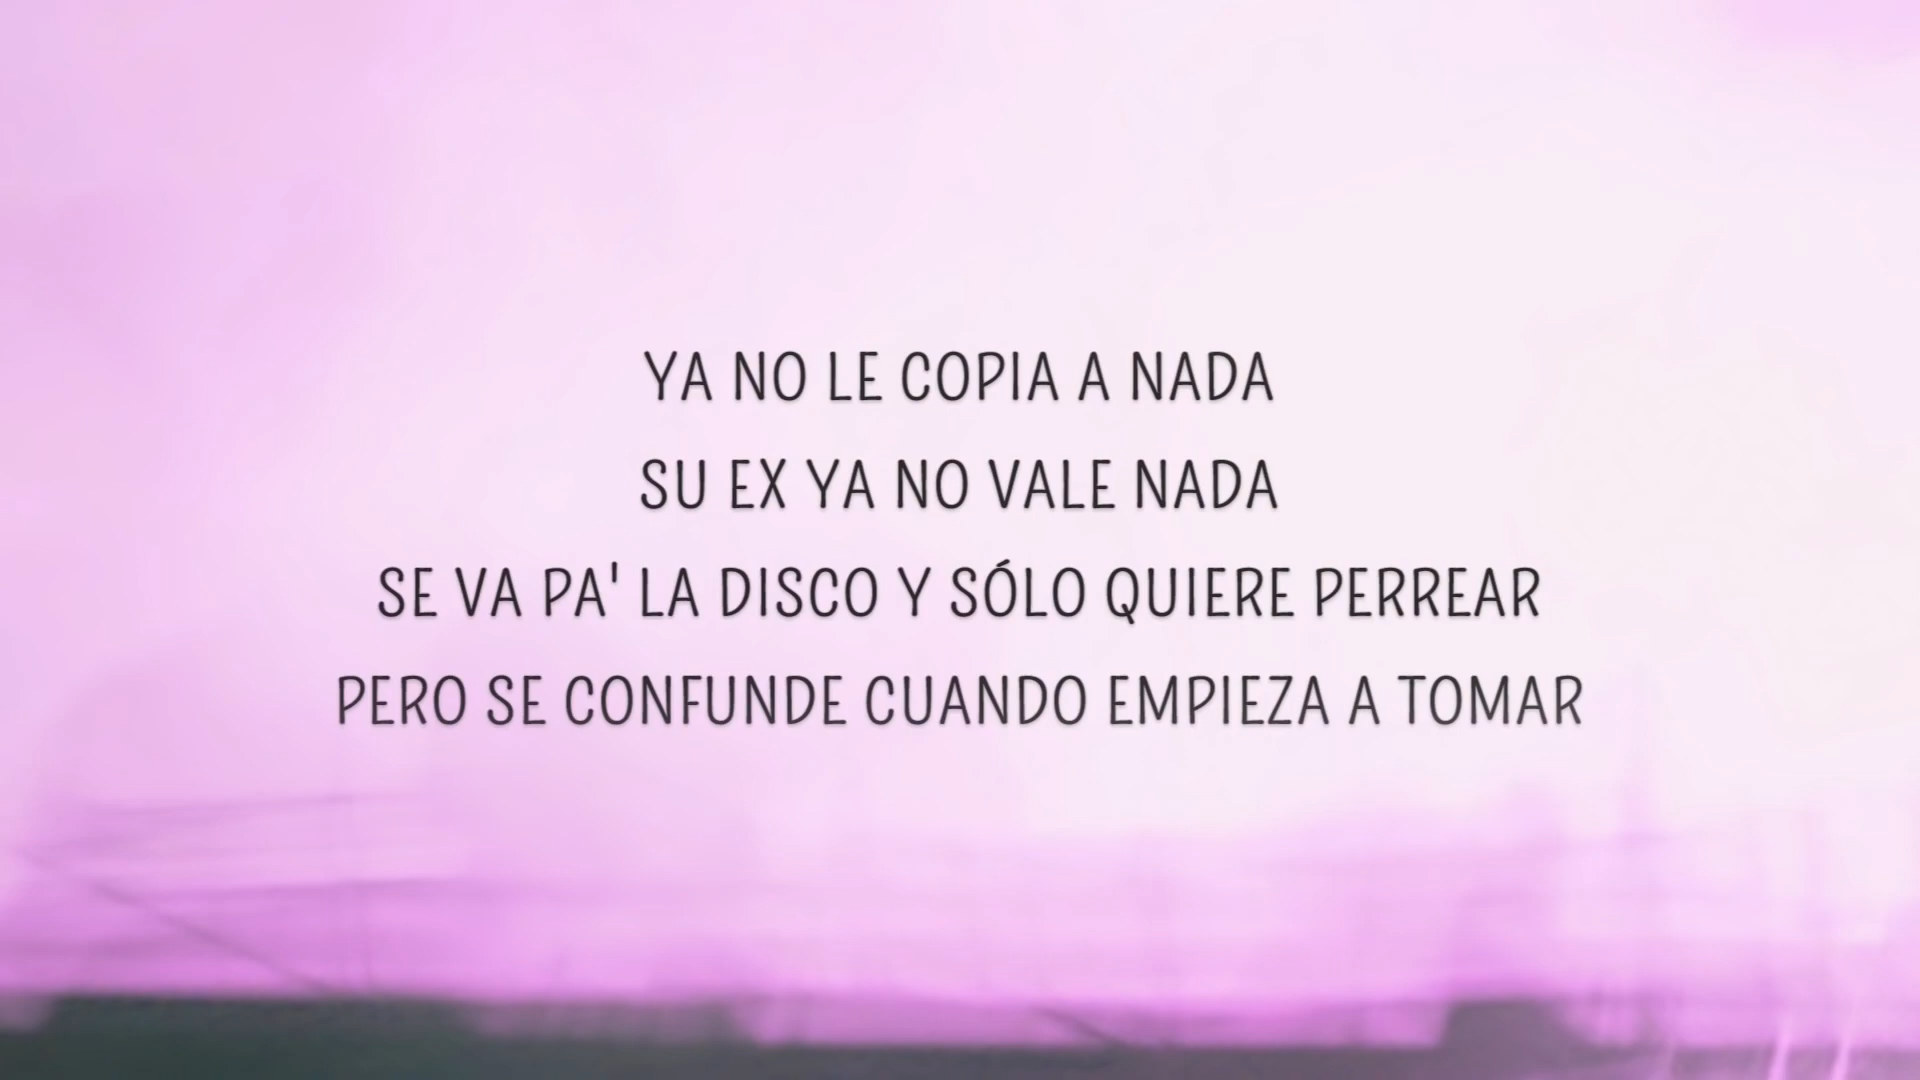 YA NO LE COPIA A NADA
SU EX YA NO VALE NADA
SE VA PA' LA DISCO Y SÓLO QUIERE PERREAR
PERO SE CONFUNDE CUANDO EMPIEZA A TOMAR